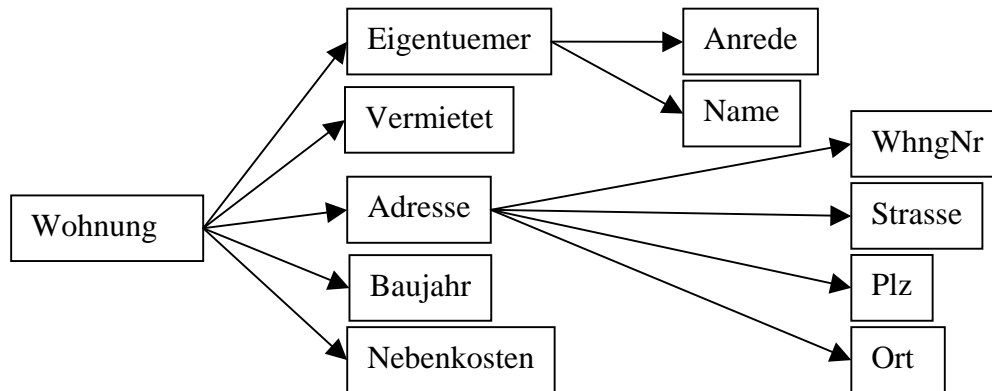 Eigentuemer
Anrede
Name
Vermietet
WhngNr
Wohnung
Adresse
Strasse
Baujahr
Plz
Nebenkosten
Ort